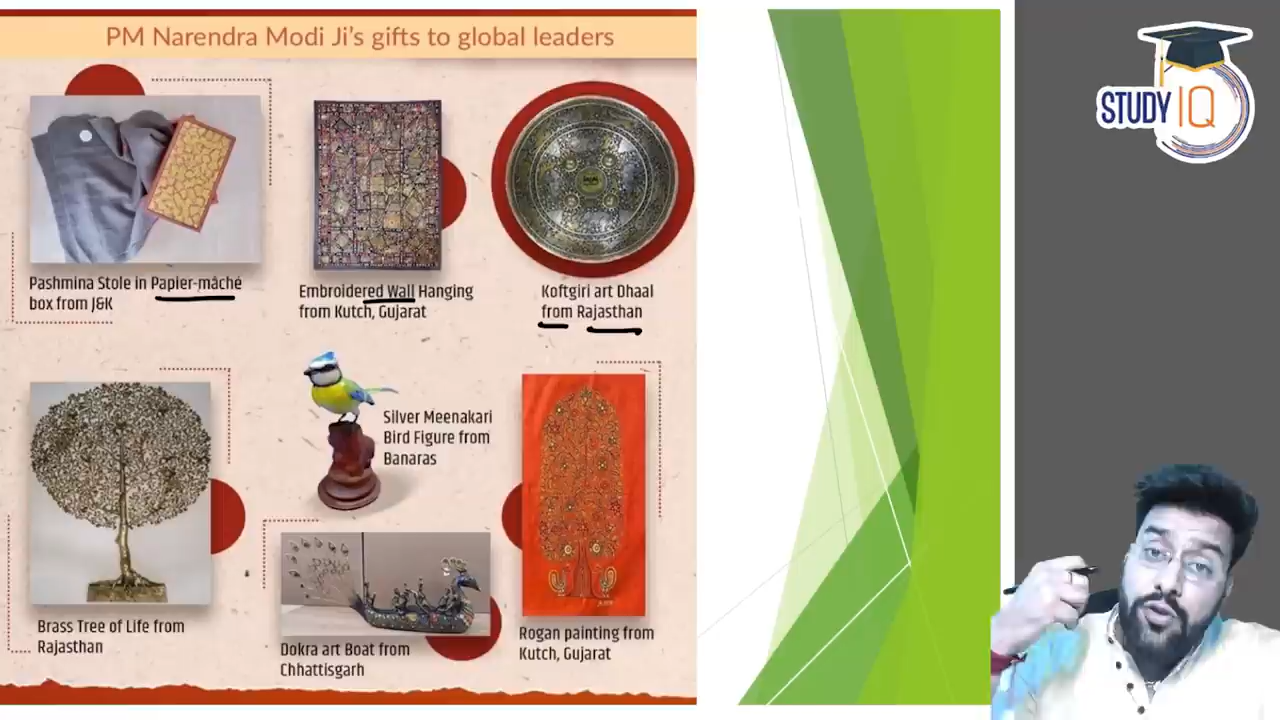 PM Narendra Modi Ji's gifts to global leaders
STUDY IQ
Pashmina Stole in Papier-mâché
box from J&K
Embroidered Wall Hanging
from Kutch, Gujarat
Koftgiri art Dhaal
from Rajasthan
Silver Meenakari
Bird Figure from
Banaras
Brass Tree of Life from
Rajasthan
Dokra art Boat from
Chhattisgarh
Rogan painting from
Kutch, Gujarat